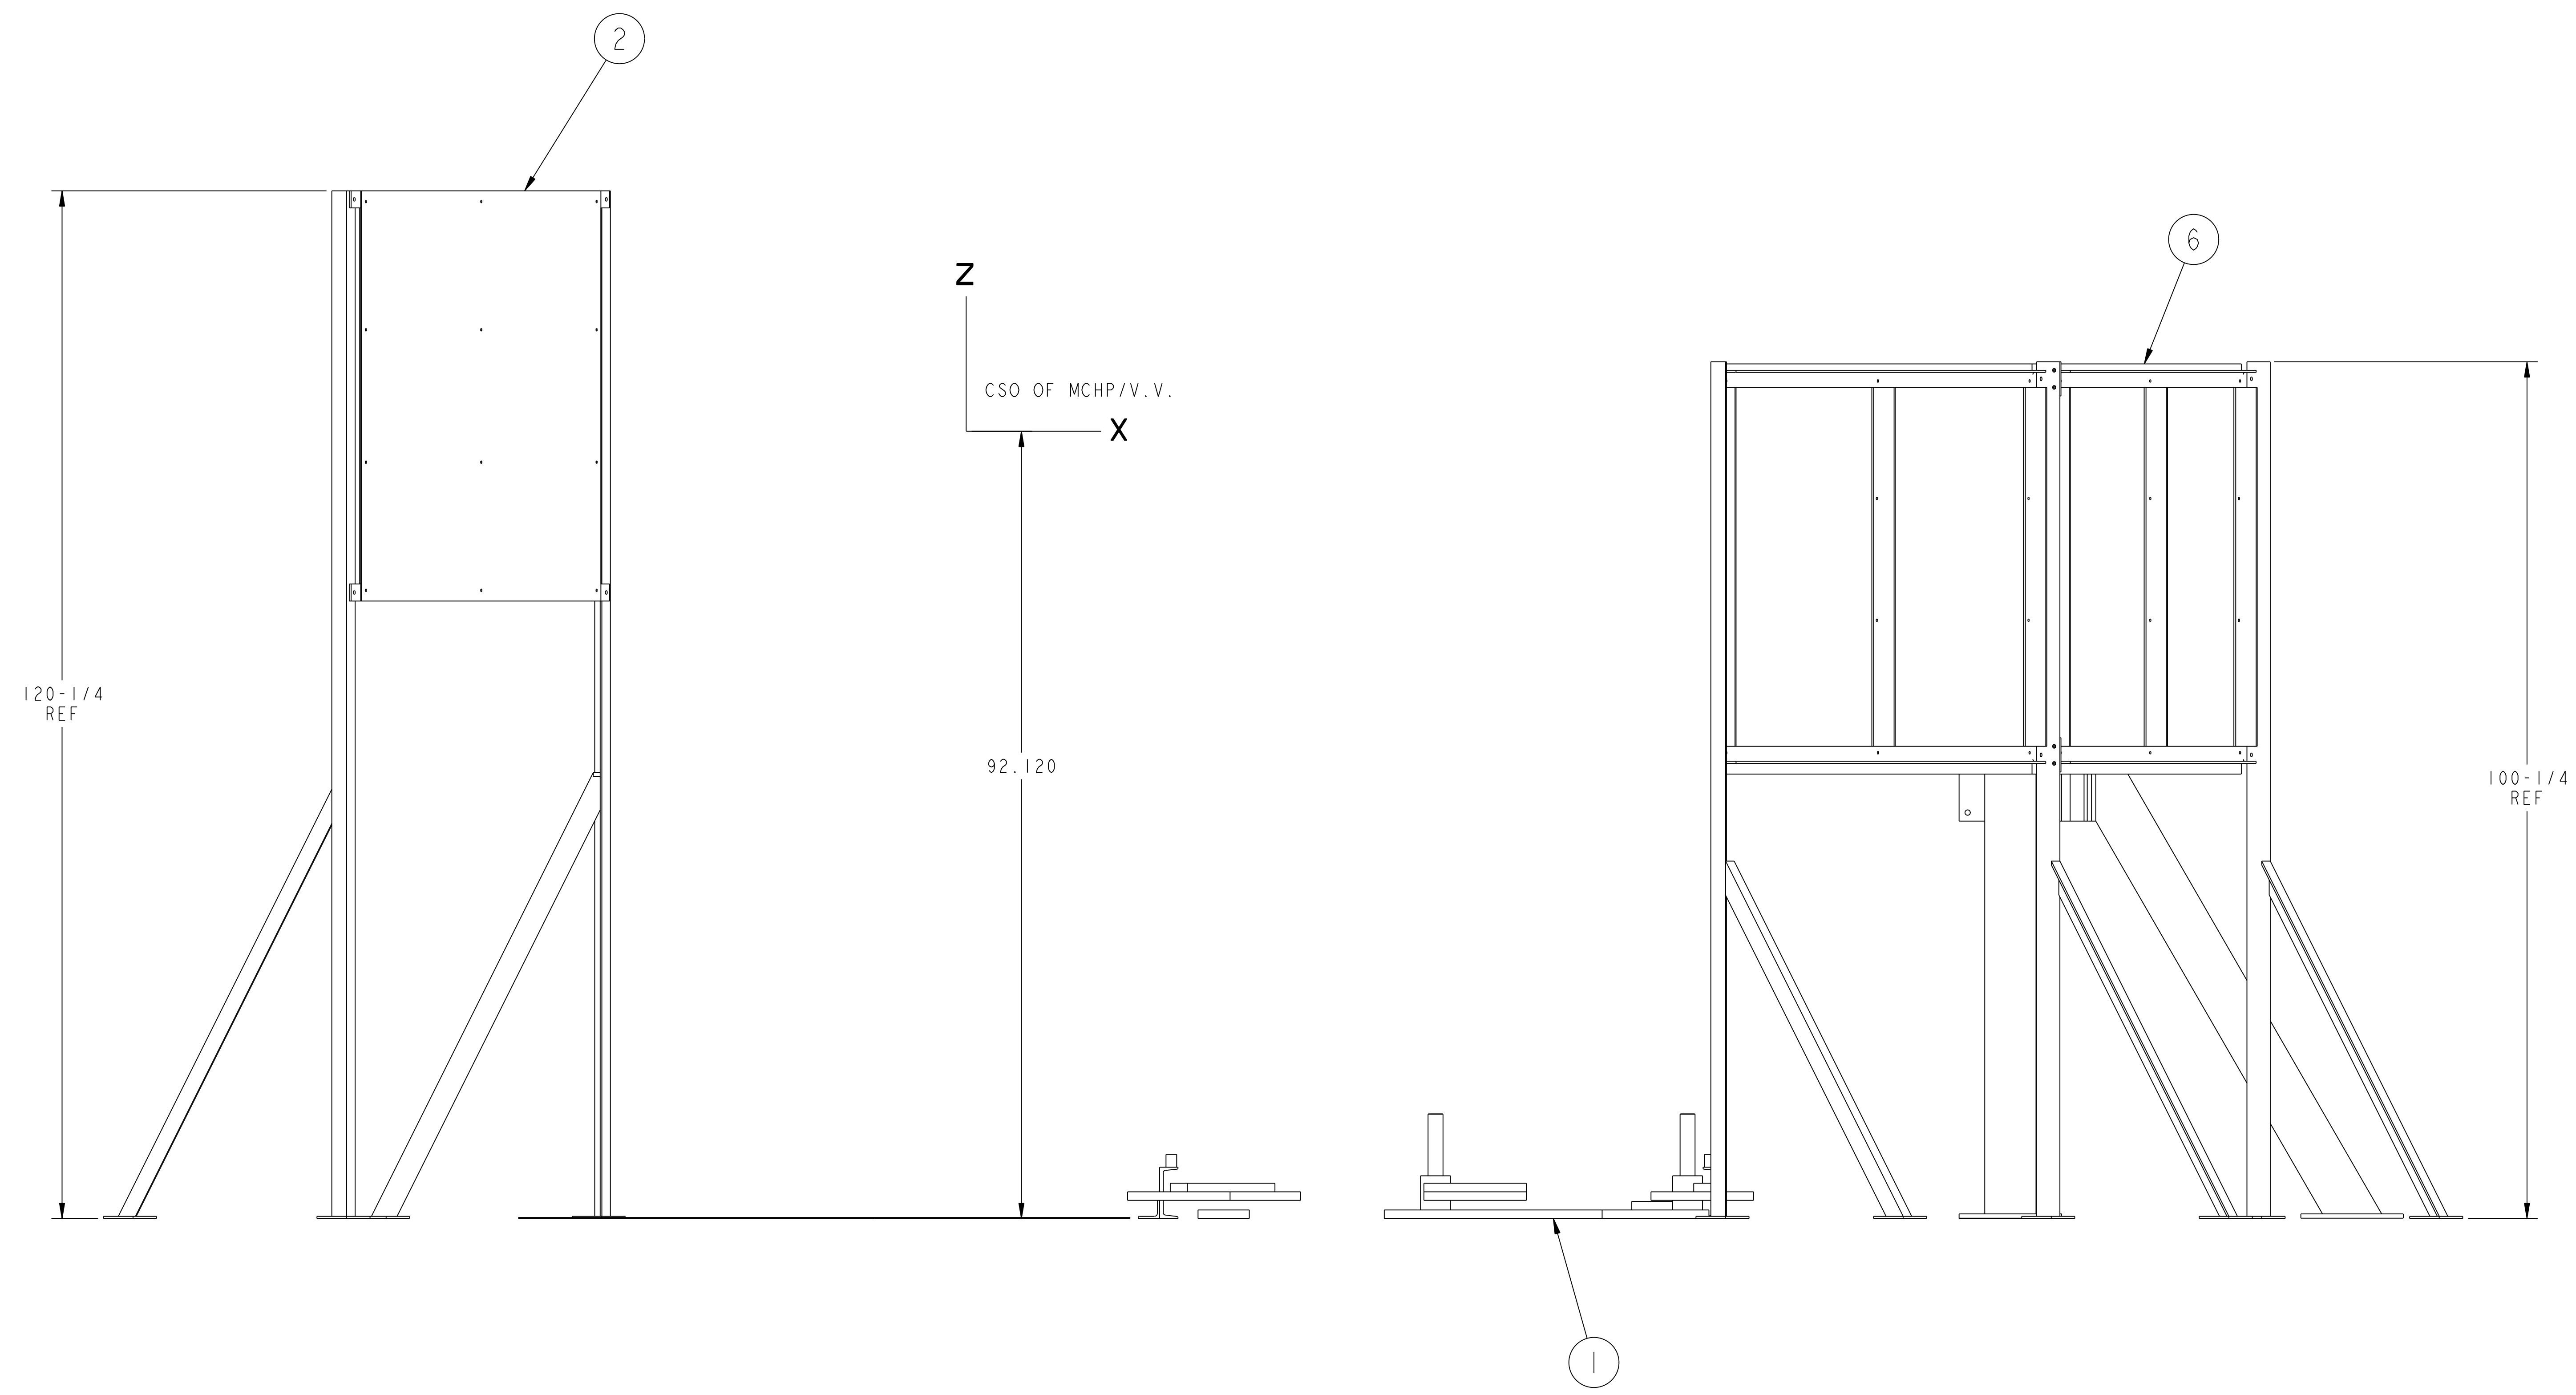 2
6
Z
CSO OF MCHP/V.V.
X
120-1/4
REF
92.120
100-1/4
REF
1